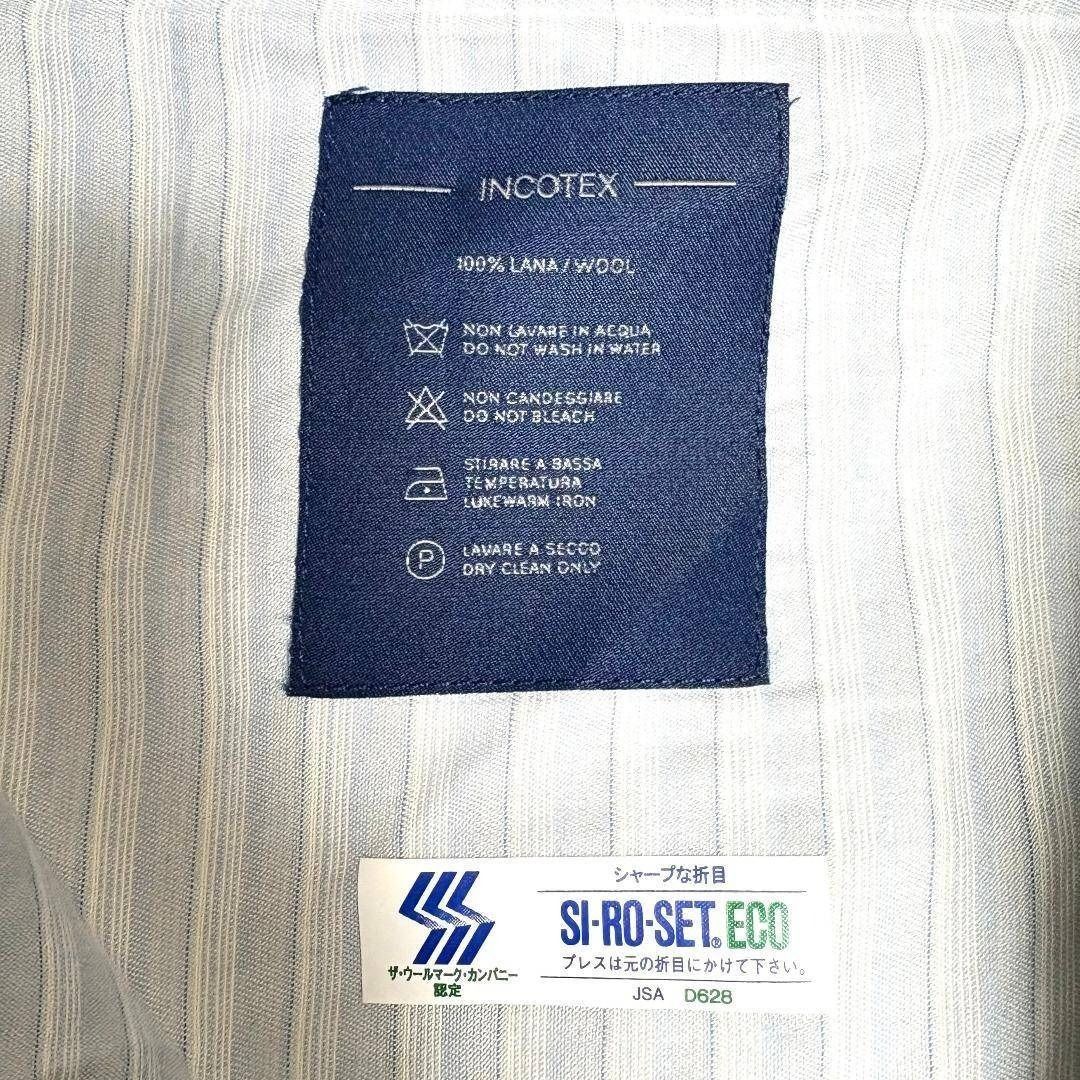 INCOTEX
100% LANA / WOOL
NON LAVARE IN ACQUA
DO NOT WASH IN WATER
NON CANDEGGIARE
DO NOT BLEACH
STIRARE A BASSA
TEMPERATURA
LUKEWARM IRON
P
LAVARE A SECCO
DRY CLEAN ONLY
シャープな折目
SI-RO-SET® ECO
プレスは元の折目にかけて下さい。
JSA D628
ザ・ウールマーク・カンパニー
認定